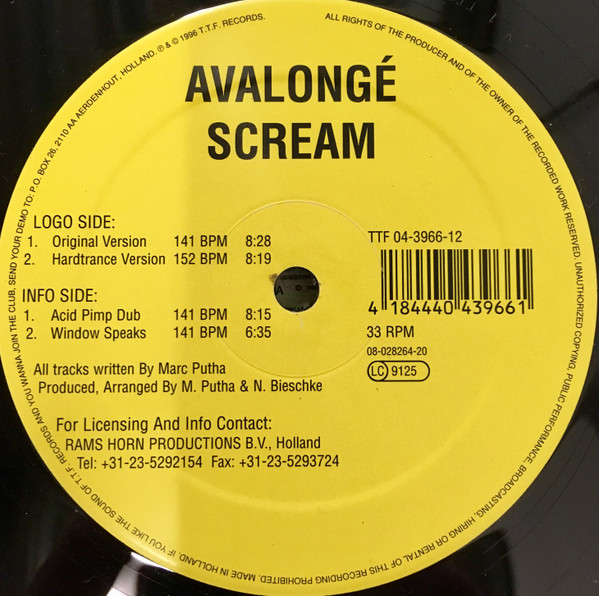 AVALONGÉ
SCREAM
LOGO SIDE:
1. Original Version 141 BPM 8:28
2. Hardtrance Version 152 BPM 8:19
INFO SIDE:
1. Acid Pimp Dub 141 BPM 8:15
2. Window Speaks 141 BPM 6:35
All tracks written By Marc Putha
Produced, Arranged By M. Putha & N. Bieschke
For Licensing And Info Contact:
RAMS HORN PRODUCTIONS B.V., Holland
Tel: +31-23-5292154 Fax: +31-23-5293724
TTF 04-3966-12
4 184440 439661
33 RPM
08-028264-20
LC 9125
ALL RIGHTS OF THE PRODUCER AND OF THE OWNER OF THE RECORDED WORK RESERVED. UNAUTHORIZED COPYING, PUBLIC PERFORMANCE, BROADCASTING, HIRING OR RENTAL OF THIS RECORDING PROHIBITED. MADE IN HOLLAND. IF YOU LIKE THE SOUND OF T.T.F. RECORDS AND YOU WANNA JOIN THE CLUB, SEND YOUR DEMO TO: P.O. BOX 26, 2110 AA AERDENHOUT, HOLLAND. ℗ & © 1996 T.T.F. RECORDS.